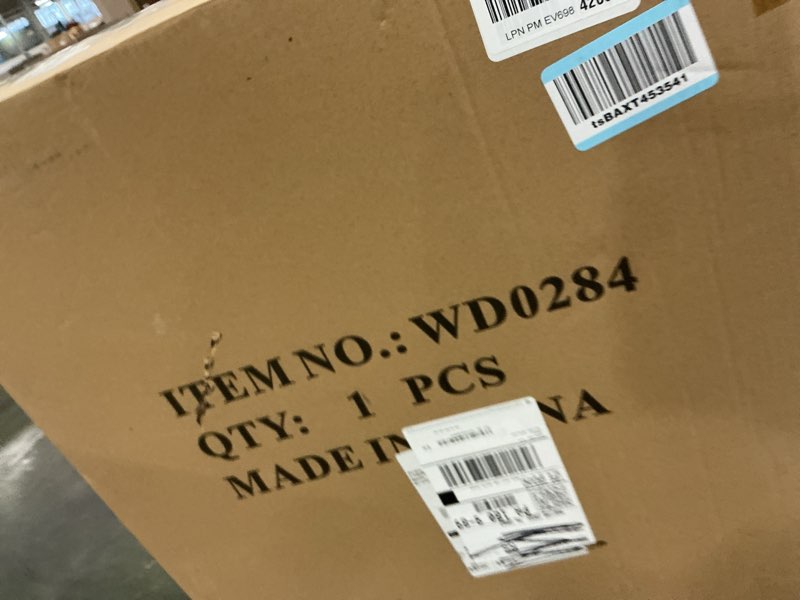 LPN PM EV698
tsBAXT453541
ITEM NO.: WD0284
QTY: 1 PCS
MADE IN NA